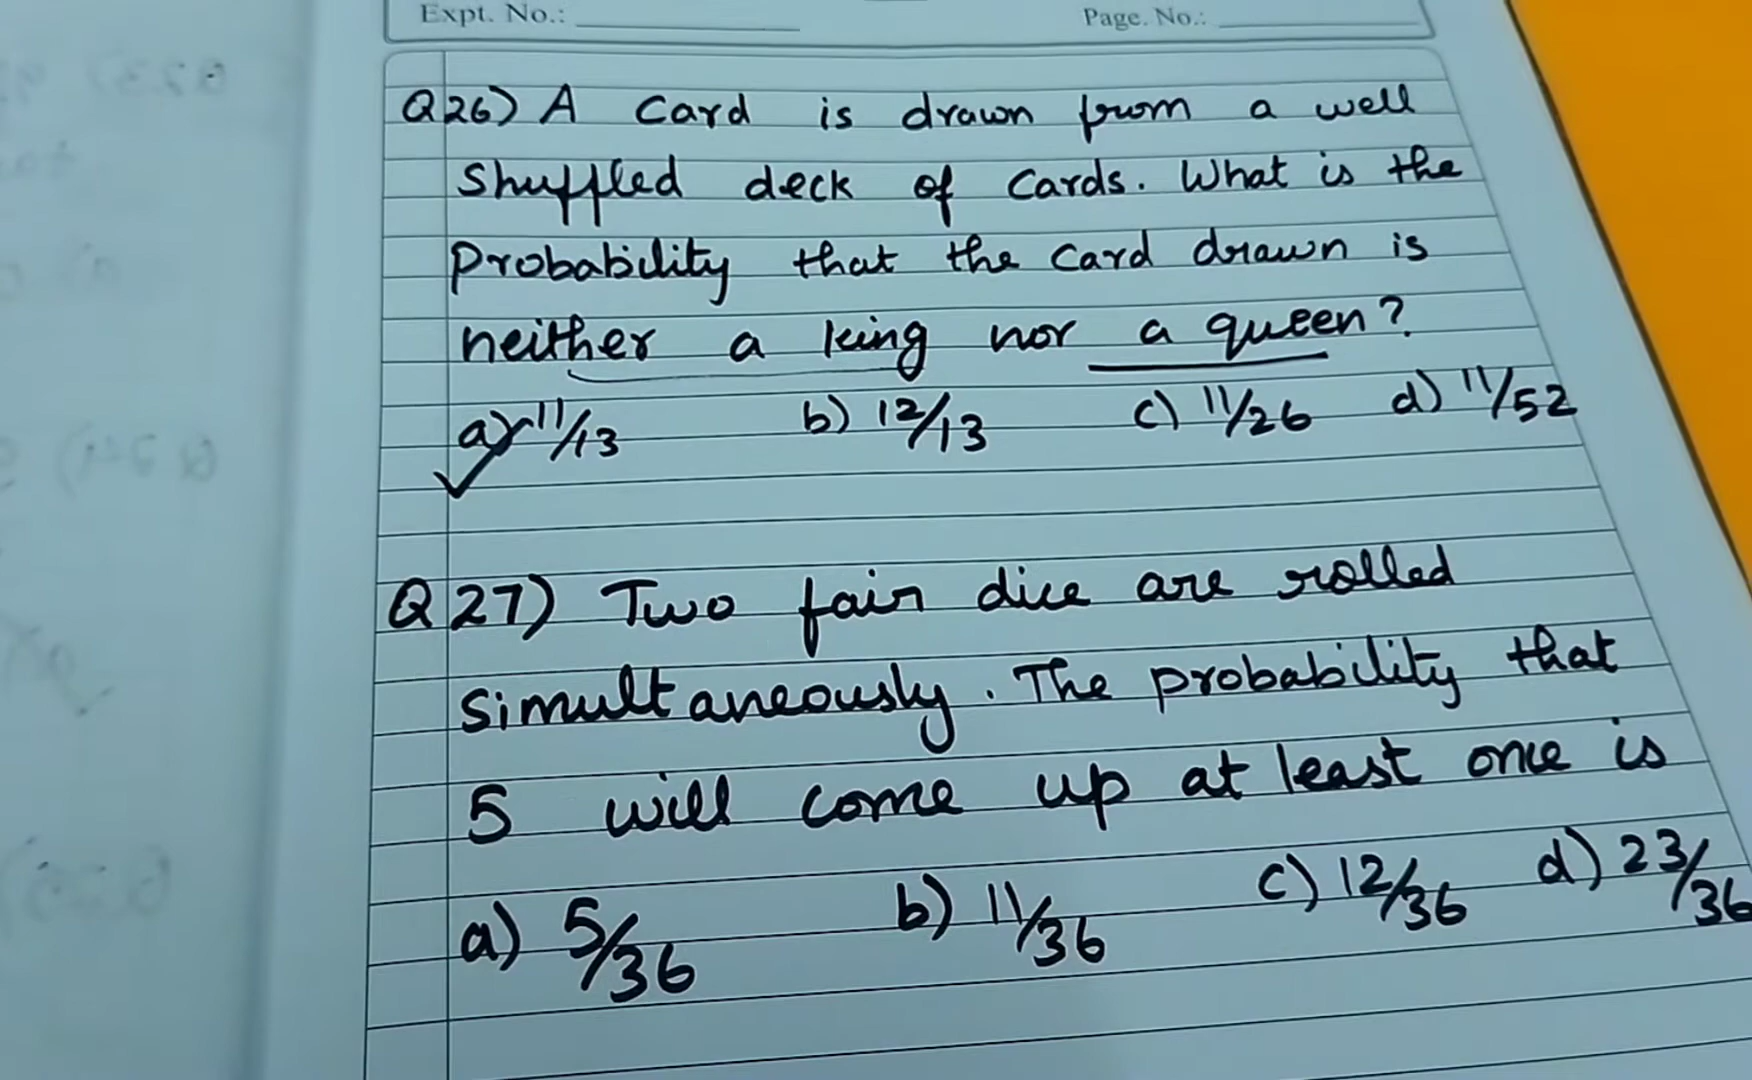 Expt. No.: Page. No.:
Q26) A Card is drawn from a well
shuffled deck of Cards. What is the
Probability that the Card drawn is
neither a king nor a queen?
a) 11/13 b) 12/13 c) 11/26 d) 11/52
Q27) Two fair dice are rolled
simultaneously. The probability that
5 will come up at least once is
a) 5/36 b) 11/36 c) 12/36 d) 23/36